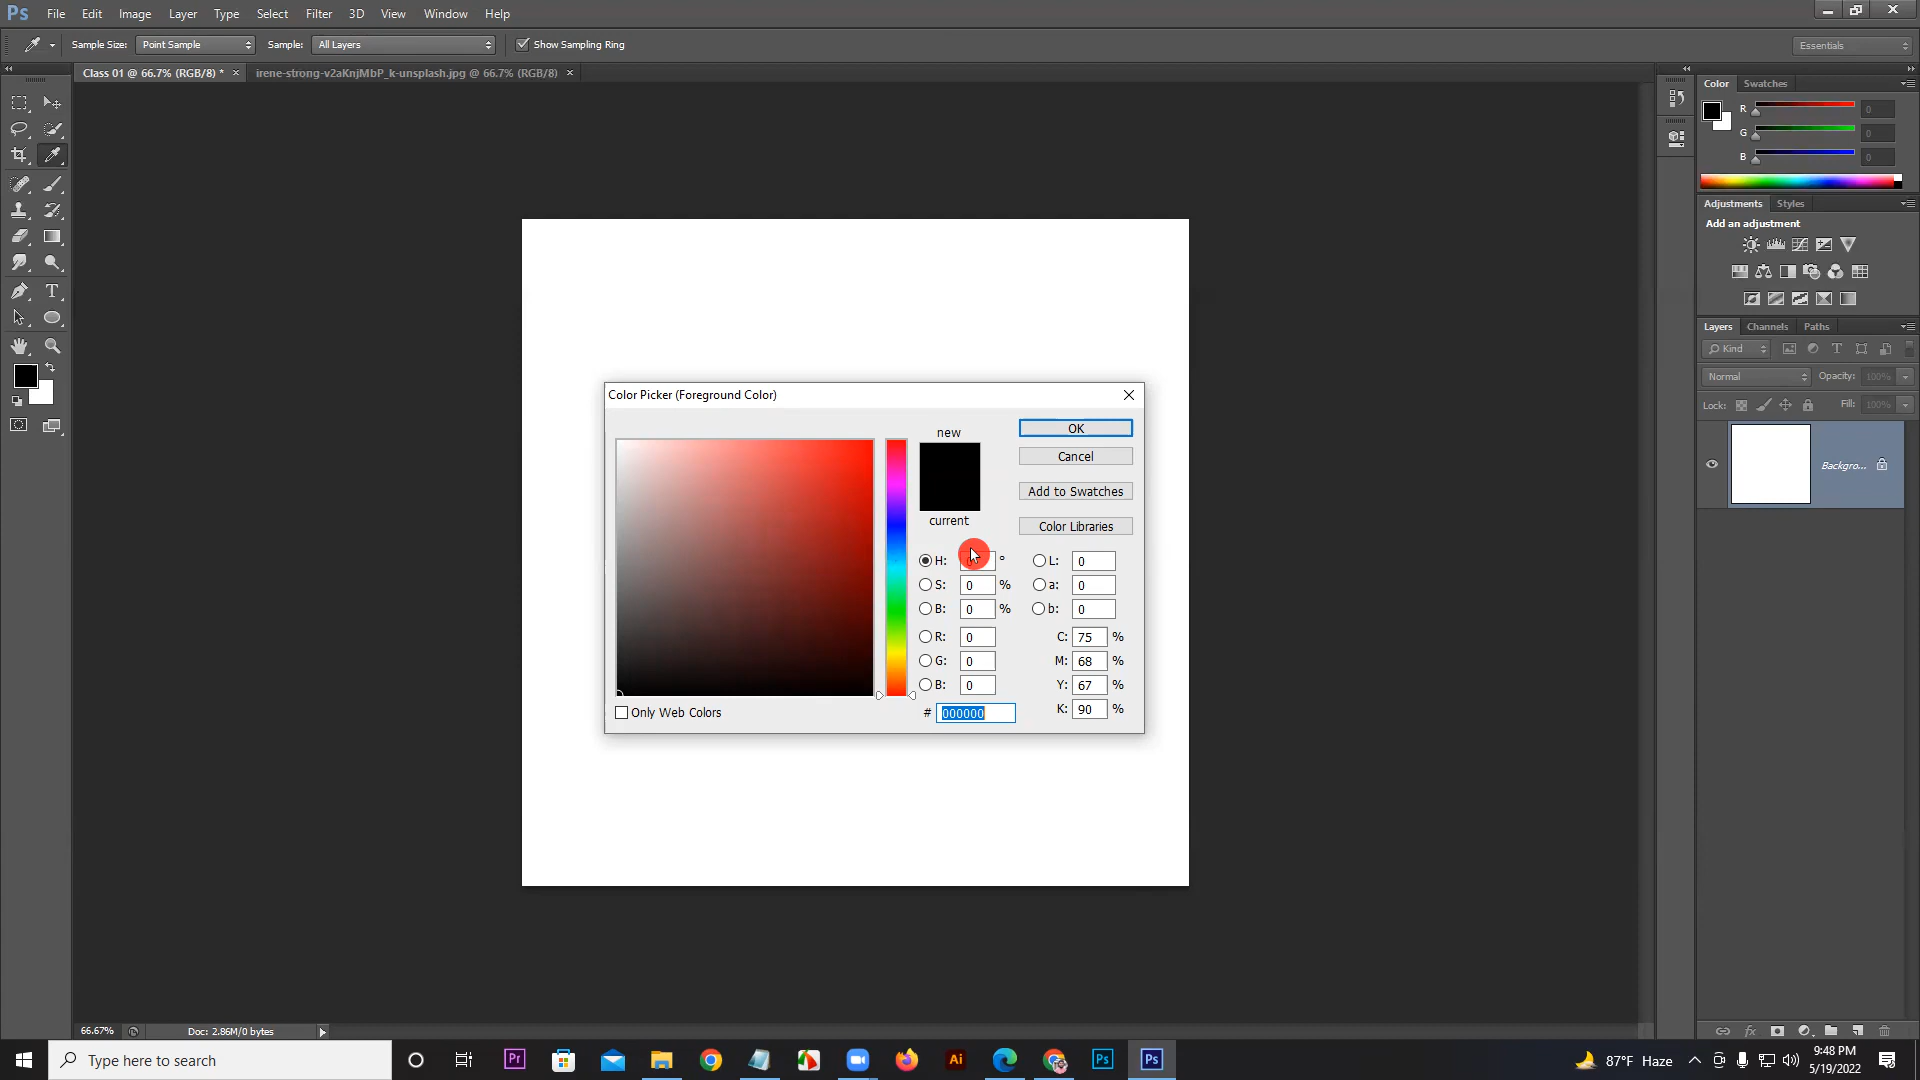 Ps File Edit Image Layer Type Select Filter 3D View Window Help
Sample Size: Point Sample Sample: All Layers Show Sampling Ring Essentials
Class 01 @ 66.7% (RGB/8) * × irene-strong-v2aKnjMbP_k-unsplash.jpg @ 66.7% (RGB/8) ×
Color Swatches
R 0
G 0
B 0
Adjustments Styles
Add an adjustment
Layers Channels Paths
Kind
Normal Opacity: 100%
Lock: Fill: 100%
Backgro...
Color Picker (Foreground Color)
new
current
OK
Cancel
Add to Swatches
Color Libraries
H: °
S: 0 %
B: 0 %
R: 0
G: 0
B: 0
# 000000
L: 0
a: 0
b: 0
C: 75 %
M: 68 %
Y: 67 %
K: 90 %
Only Web Colors
66.67% Doc: 2.86M/0 bytes
Type here to search
Pr Ai Ps Ps
87°F Haze
9:48 PM
5/19/2022